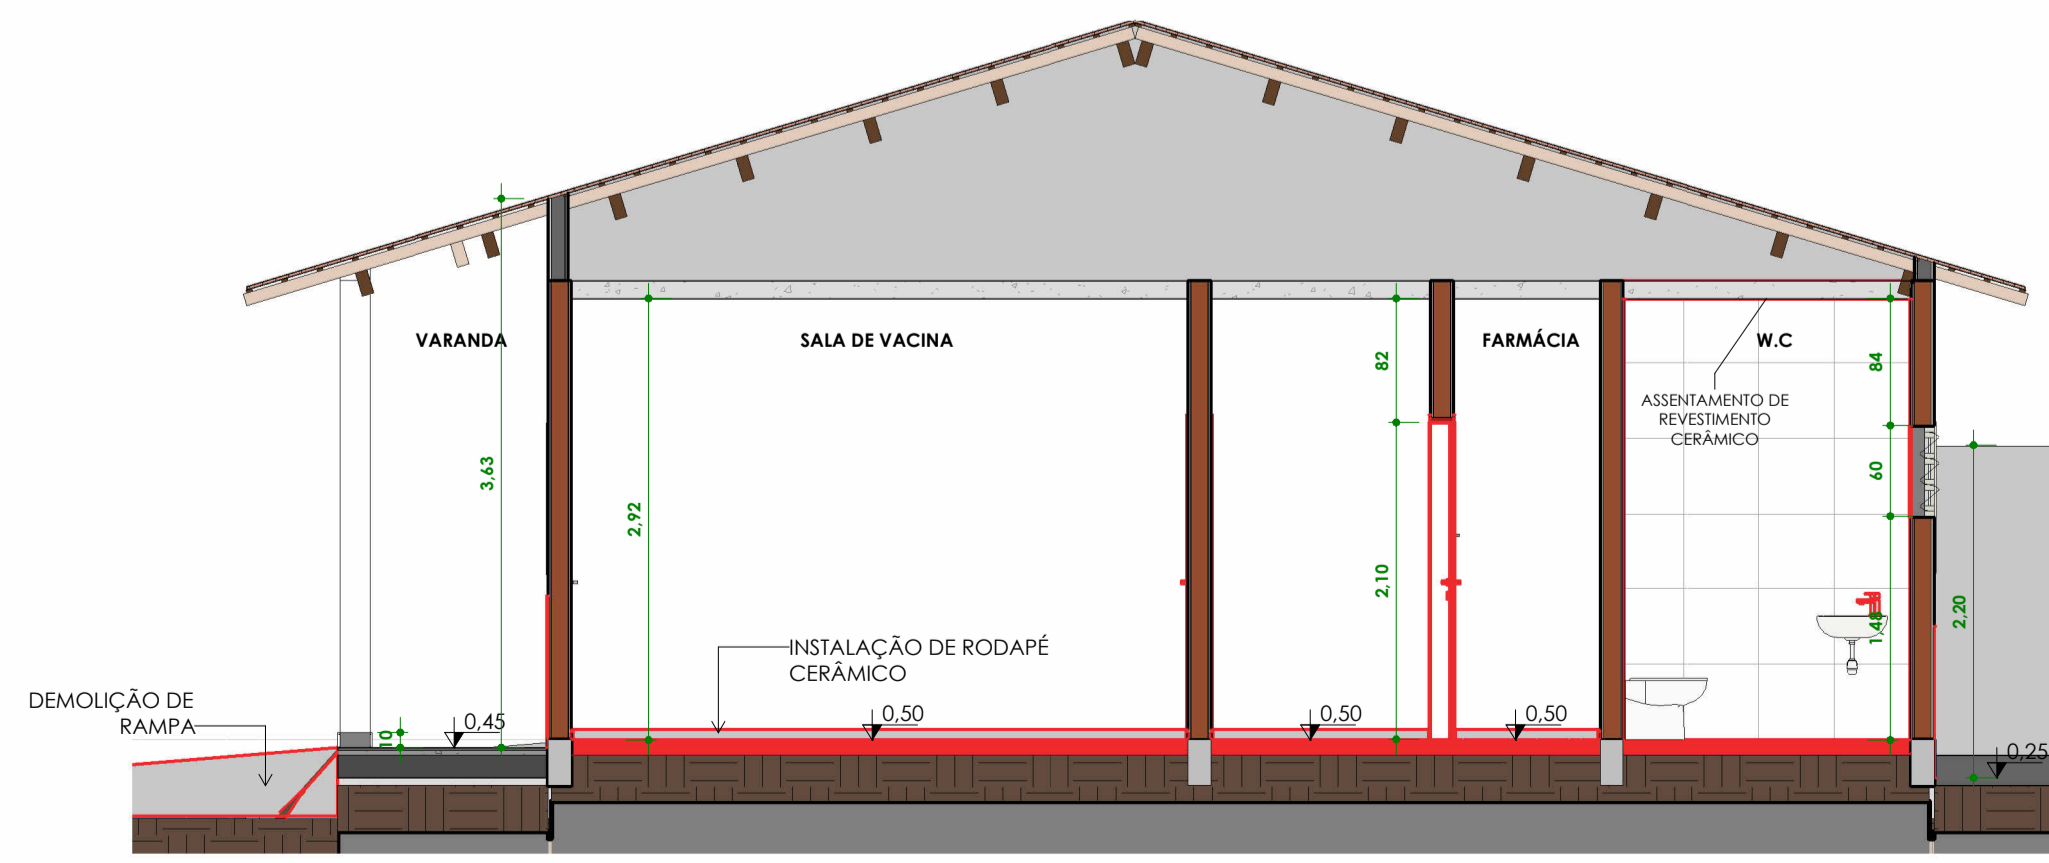 VARANDA
SALA DE VACINA
FARMÁCIA
W.C
82
84
ASSENTAMENTO DE
REVESTIMENTO
CERÂMICO
3,63
60
2,92
2,10
2,20
1,48
INSTALAÇÃO DE RODAPÉ
CERÂMICO
DEMOLIÇÃO DE
RAMPA
10
0,45
0,50
0,50
0,50
0,25